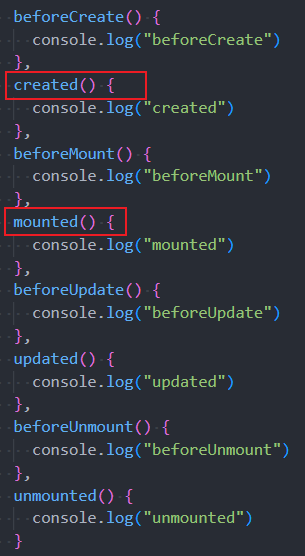 beforeCreate() {
  console.log("beforeCreate")
},
created() {
  console.log("created")
},
beforeMount() {
  console.log("beforeMount")
},
mounted() {
  console.log("mounted")
},
beforeUpdate() {
  console.log("beforeUpdate")
},
updated() {
  console.log("updated")
},
beforeUnmount() {
  console.log("beforeUnmount")
},
unmounted() {
  console.log("unmounted")
}